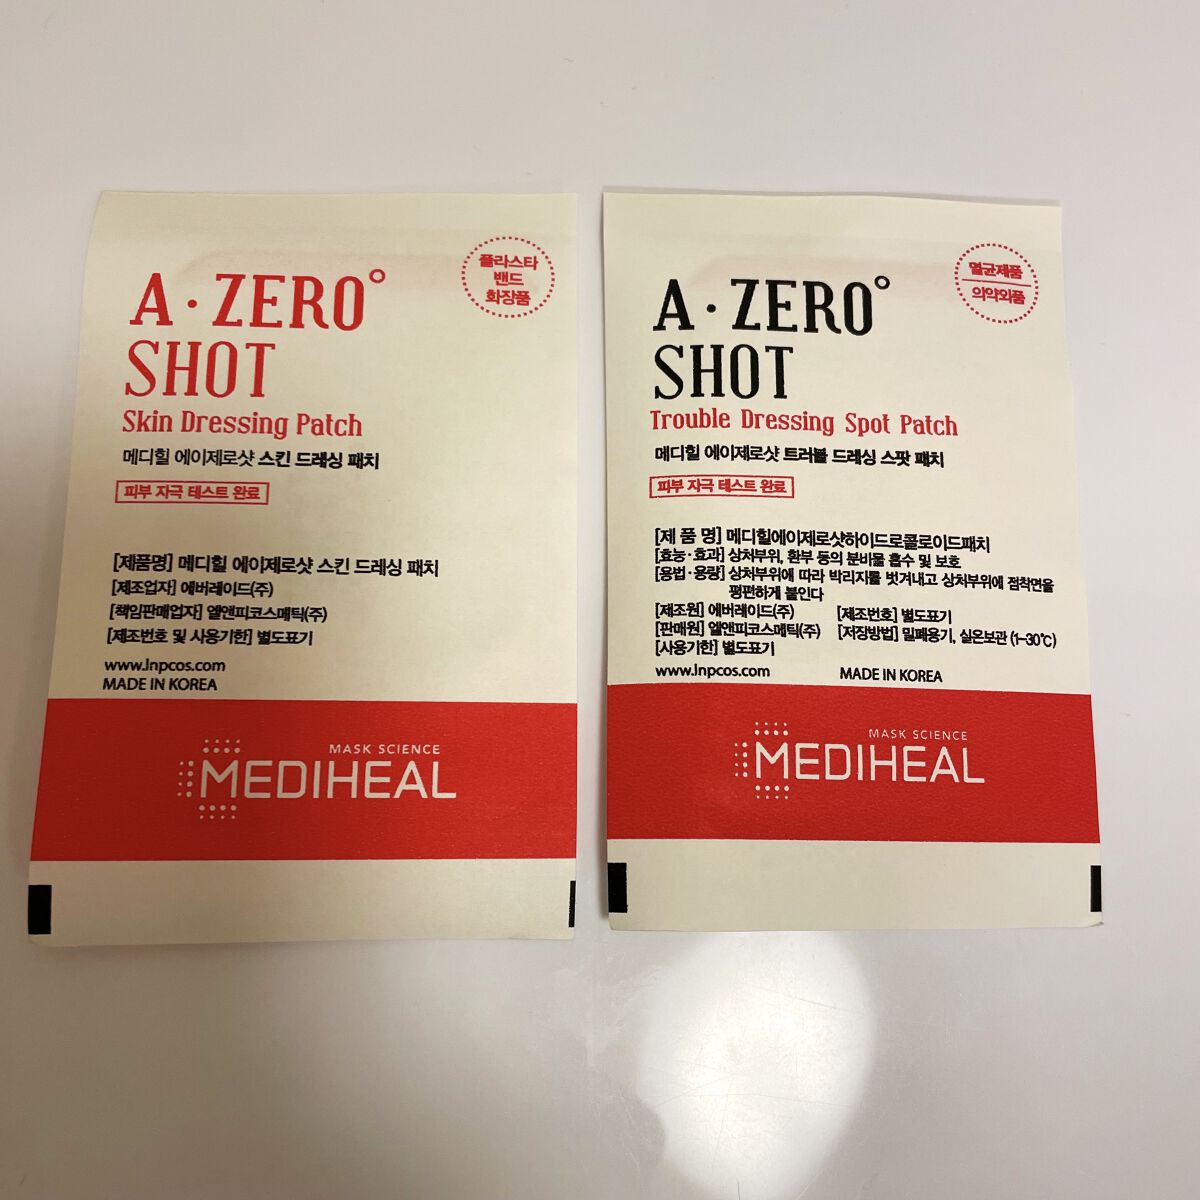 A·ZERO°
SHOT
Skin Dressing Patch
메디힐 에이제로샷 스킨 드레싱 패치
피부 자극 테스트 완료
플라스타
밴드
화장품
[제품명] 메디힐 에이제로샷 스킨 드레싱 패치
[제조업자] 에버레이드(주)
[책임판매업자] 엘앤피코스메틱(주)
[제조번호 및 사용기한] 별도표기
www.lnpcos.com
MADE IN KOREA
MASK SCIENCE
MEDIHEAL
A·ZERO°
SHOT
Trouble Dressing Spot Patch
메디힐 에이제로샷 트러블 드레싱 스팟 패치
피부 자극 테스트 완료
멸균제품
의약외품
[제 품 명] 메디힐에이제로샷하이드로콜로이드패치
[효능·효과] 상처부위, 환부 등의 분비물 흡수 및 보호
[용법·용량] 상처부위에 따라 박리지를 벗겨내고 상처부위에 점착면을
평편하게 붙인다
[제조원] 에버레이드(주) [제조번호] 별도표기
[판매원] 엘앤피코스메틱(주) [저장방법] 밀폐용기, 실온보관 (1-30℃)
[사용기한] 별도표기
www.lnpcos.com MADE IN KOREA
MASK SCIENCE
MEDIHEAL